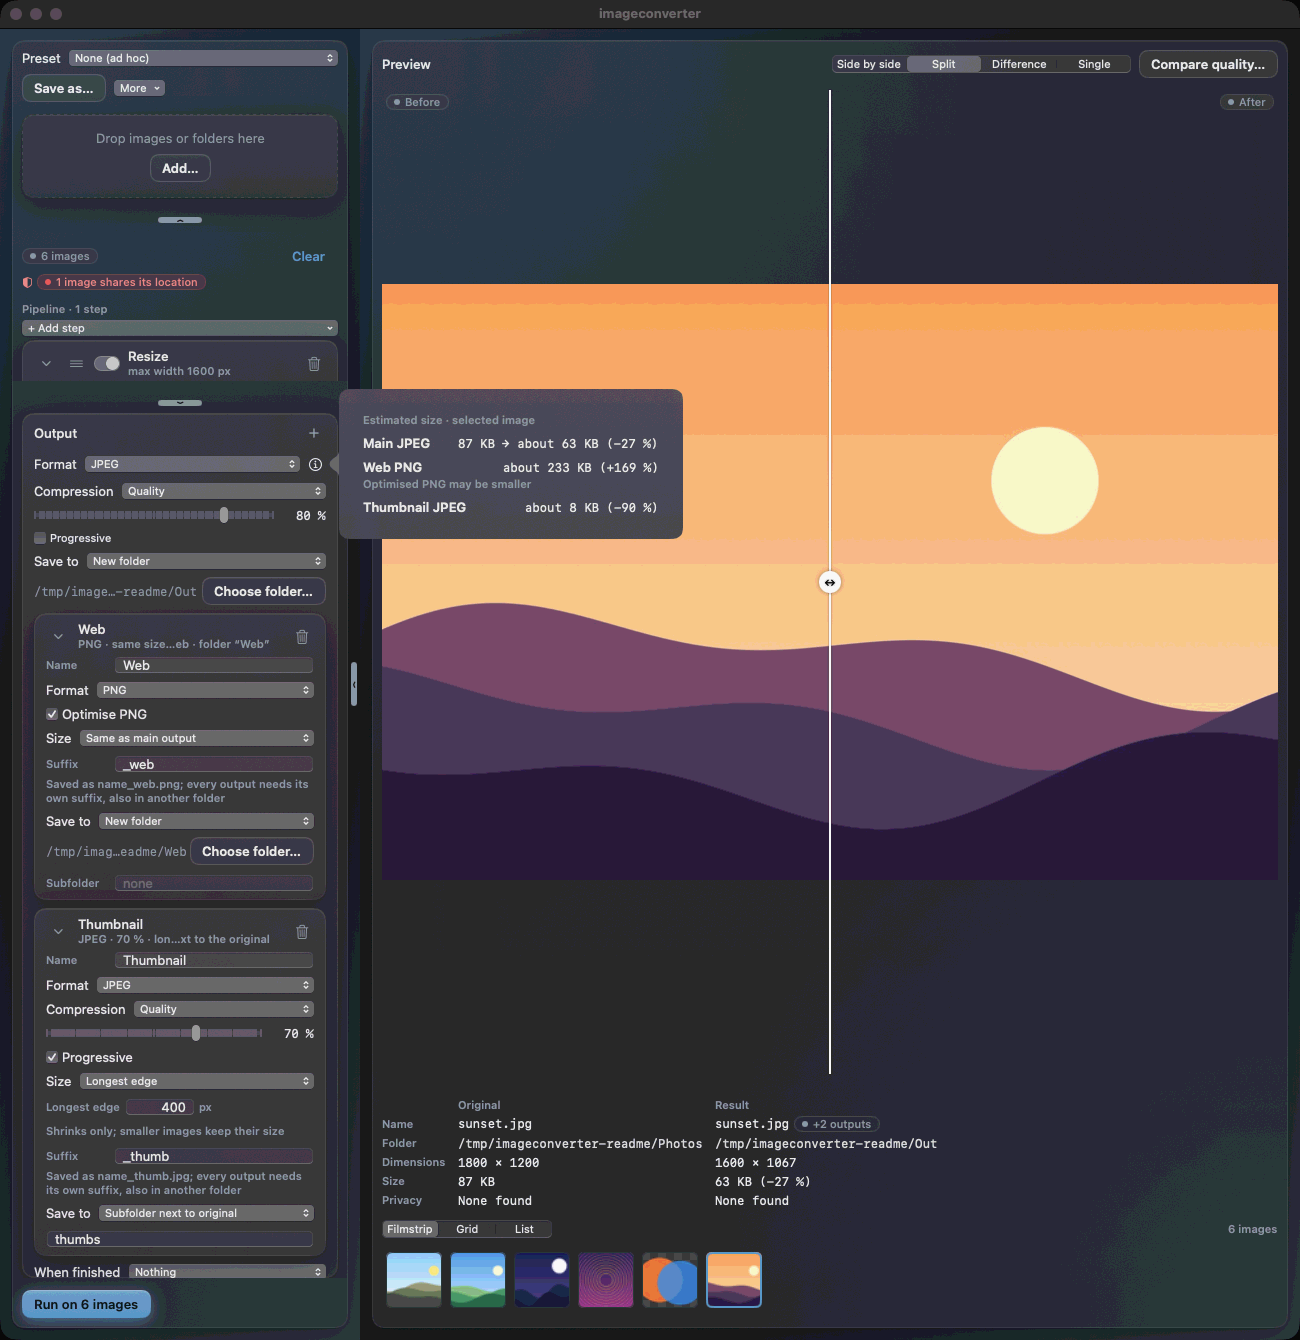 imageconverter
Preset None (ad hoc)
Save as... More
Drop images or folders here
Add...
6 images Clear
1 image shares its location
Pipeline · 1 step
+ Add step
Resize
max width 1600 px
Output
Format JPEG
Compression Quality
80 %
Progressive
Save to New folder
/tmp/image…-readme/Out Choose folder...
Web
PNG · same size…eb · folder “Web”
Name Web
Format PNG
Optimise PNG
Size Same as main output
Suffix _web
Saved as name_web.png; every output needs its
own suffix, also in another folder
Save to New folder
/tmp/imag…eadme/Web Choose folder...
Subfolder none
Thumbnail
JPEG · 70 % · lon…xt to the original
Name Thumbnail
Format JPEG
Compression Quality
70 %
Progressive
Size Longest edge
Longest edge 400 px
Shrinks only; smaller images keep their size
Suffix _thumb
Saved as name_thumb.jpg; every output needs
its own suffix, also in another folder
Save to Subfolder next to original
thumbs
When finished Nothing
Run on 6 images
Preview Side by side Split Difference Single Compare quality...
Before After
Estimated size · selected image
Main JPEG 87 KB → about 63 KB (−27 %)
Web PNG about 233 KB (+169 %)
Optimised PNG may be smaller
Thumbnail JPEG about 8 KB (−90 %)
Original Result
Name sunset.jpg sunset.jpg +2 outputs
Folder /tmp/imageconverter-readme/Photos /tmp/imageconverter-readme/Out
Dimensions 1800 × 1200 1600 × 1067
Size 87 KB 63 KB (−27 %)
Privacy None found None found
Filmstrip Grid List 6 images